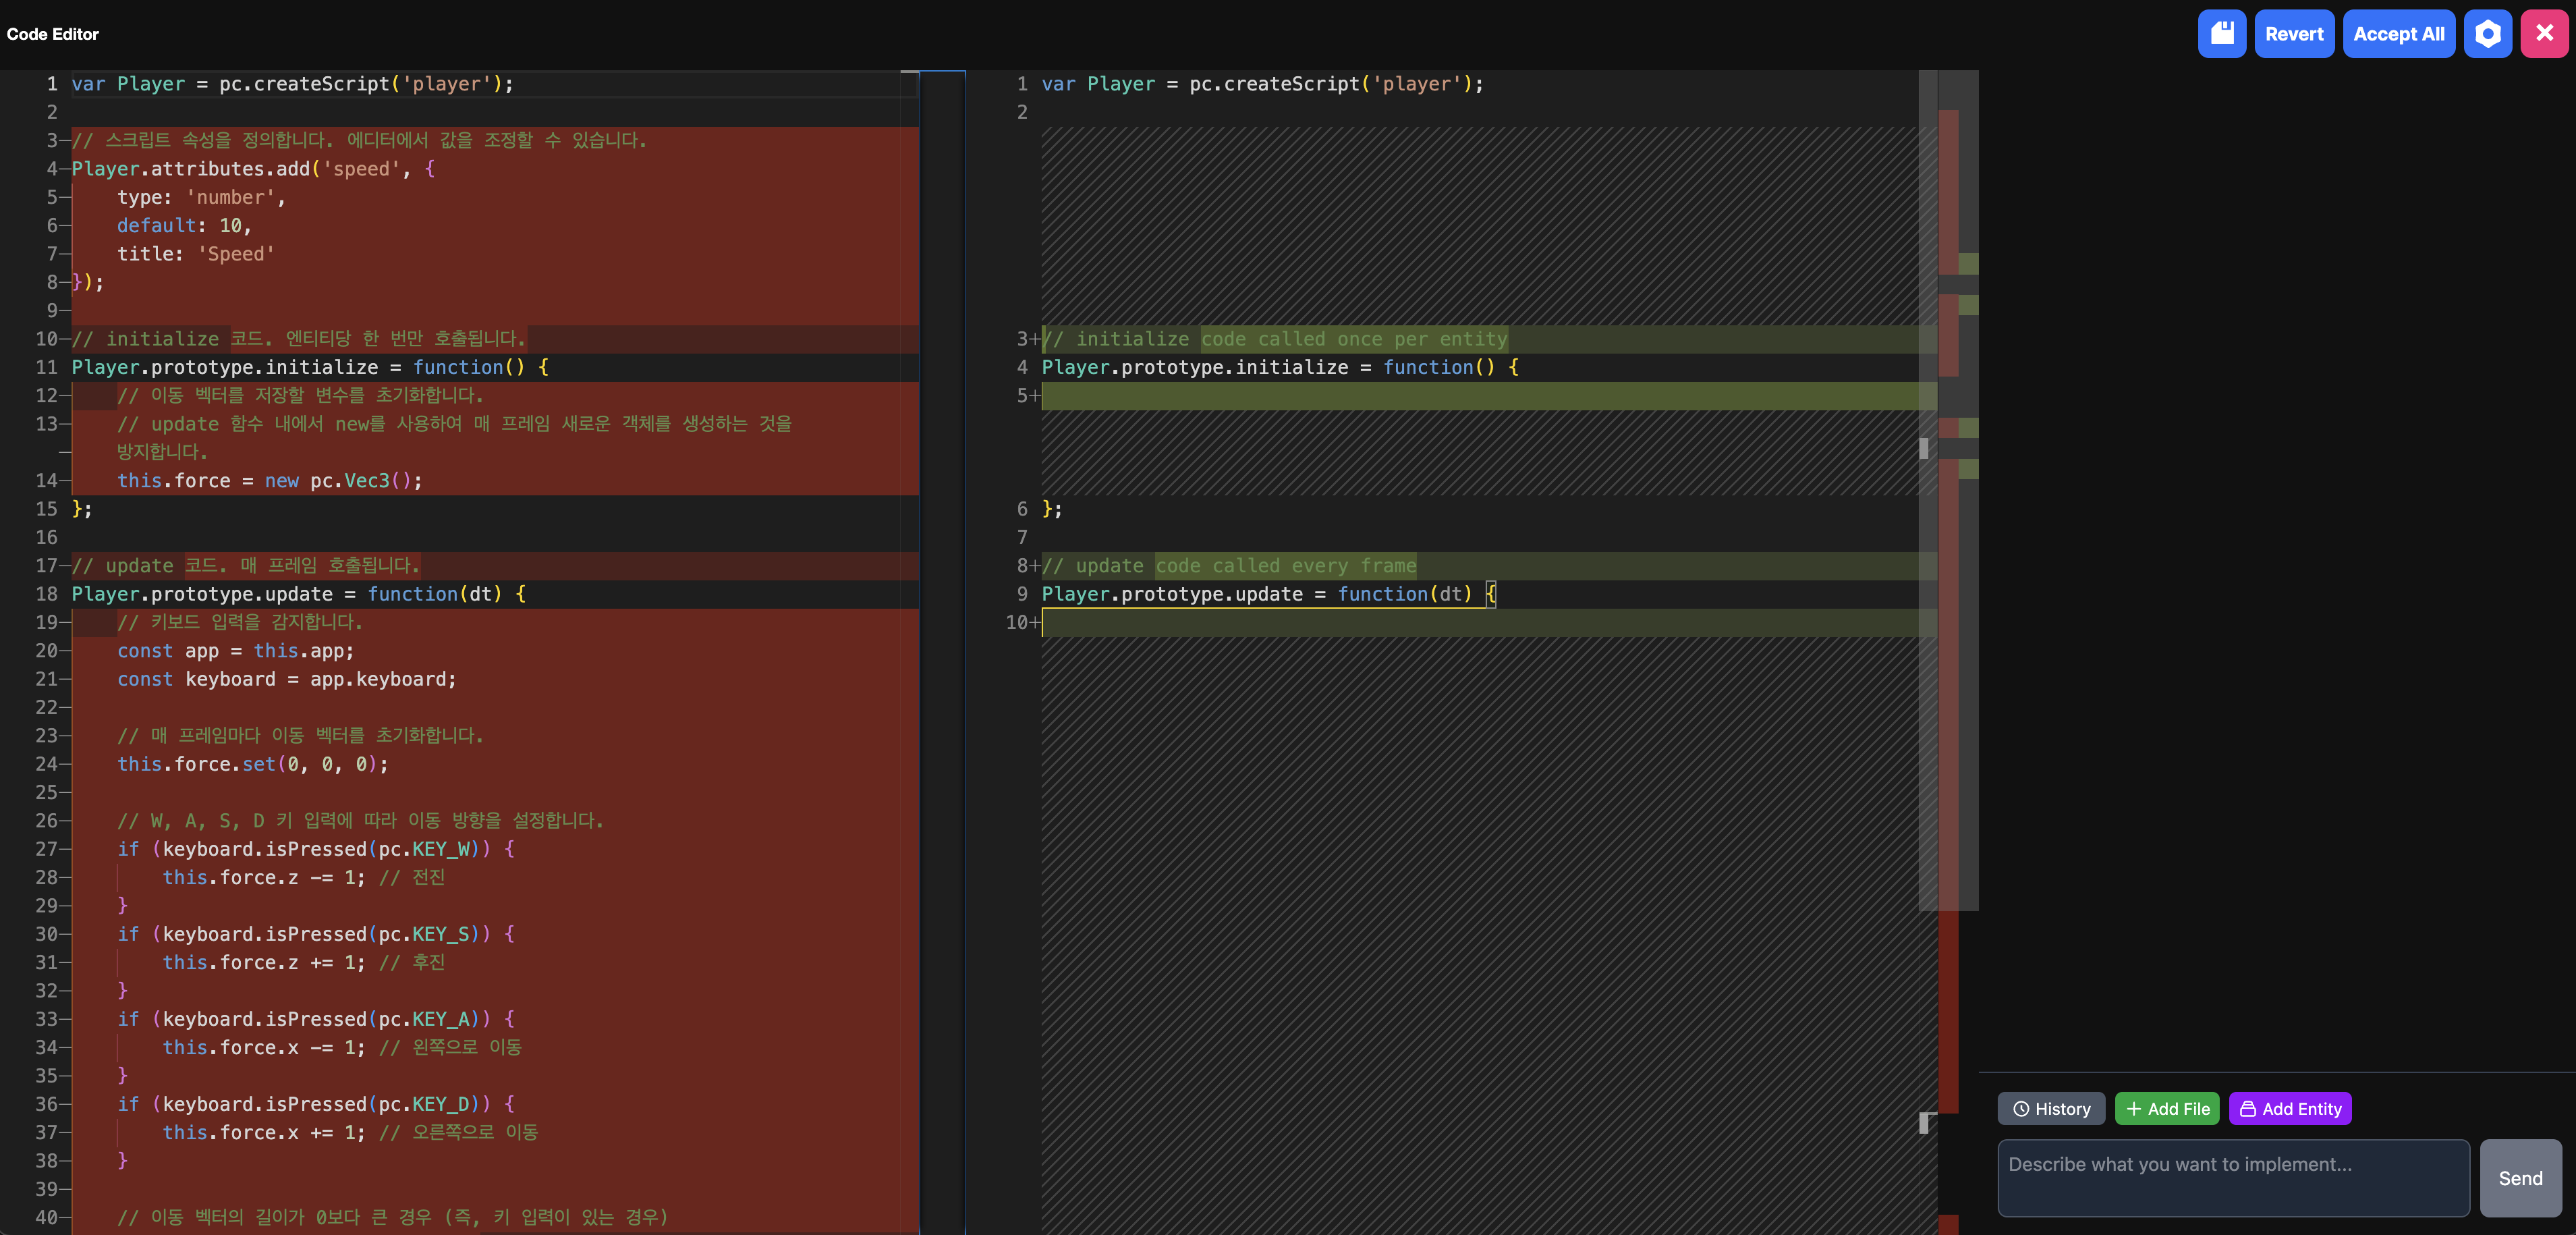 Code Editor
Revert
Accept All
1 var Player = pc.createScript('player');
2
3 // 스크립트 속성을 정의합니다. 에디터에서 값을 조정할 수 있습니다.
4 Player.attributes.add('speed', {
5     type: 'number',
6     default: 10,
7     title: 'Speed'
8 });
9
10 // initialize 코드. 엔티티당 한 번만 호출됩니다.
11 Player.prototype.initialize = function() {
12     // 이동 벡터를 저장할 변수를 초기화합니다.
13     // update 함수 내에서 new를 사용하여 매 프레임 새로운 객체를 생성하는 것을
방지합니다.
14     this.force = new pc.Vec3();
15 };
16
17 // update 코드. 매 프레임 호출됩니다.
18 Player.prototype.update = function(dt) {
19     // 키보드 입력을 감지합니다.
20     const app = this.app;
21     const keyboard = app.keyboard;
22
23     // 매 프레임마다 이동 벡터를 초기화합니다.
24     this.force.set(0, 0, 0);
25
26     // W, A, S, D 키 입력에 따라 이동 방향을 설정합니다.
27     if (keyboard.isPressed(pc.KEY_W)) {
28         this.force.z -= 1; // 전진
29     }
30     if (keyboard.isPressed(pc.KEY_S)) {
31         this.force.z += 1; // 후진
32     }
33     if (keyboard.isPressed(pc.KEY_A)) {
34         this.force.x -= 1; // 왼쪽으로 이동
35     }
36     if (keyboard.isPressed(pc.KEY_D)) {
37         this.force.x += 1; // 오른쪽으로 이동
38     }
39
40     // 이동 벡터의 길이가 0보다 큰 경우 (즉, 키 입력이 있는 경우)
1 var Player = pc.createScript('player');
2
3+ // initialize code called once per entity
4 Player.prototype.initialize = function() {
5+
6 };
7
8+ // update code called every frame
9 Player.prototype.update = function(dt) {
10+
History
Add File
Add Entity
Describe what you want to implement...
Send